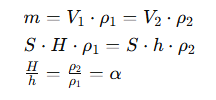 m = V₁ · ρ₁ = V₂ · ρ₂
S · H · ρ₁ = S · h · ρ₂
H/h = ρ₂/ρ₁ = α